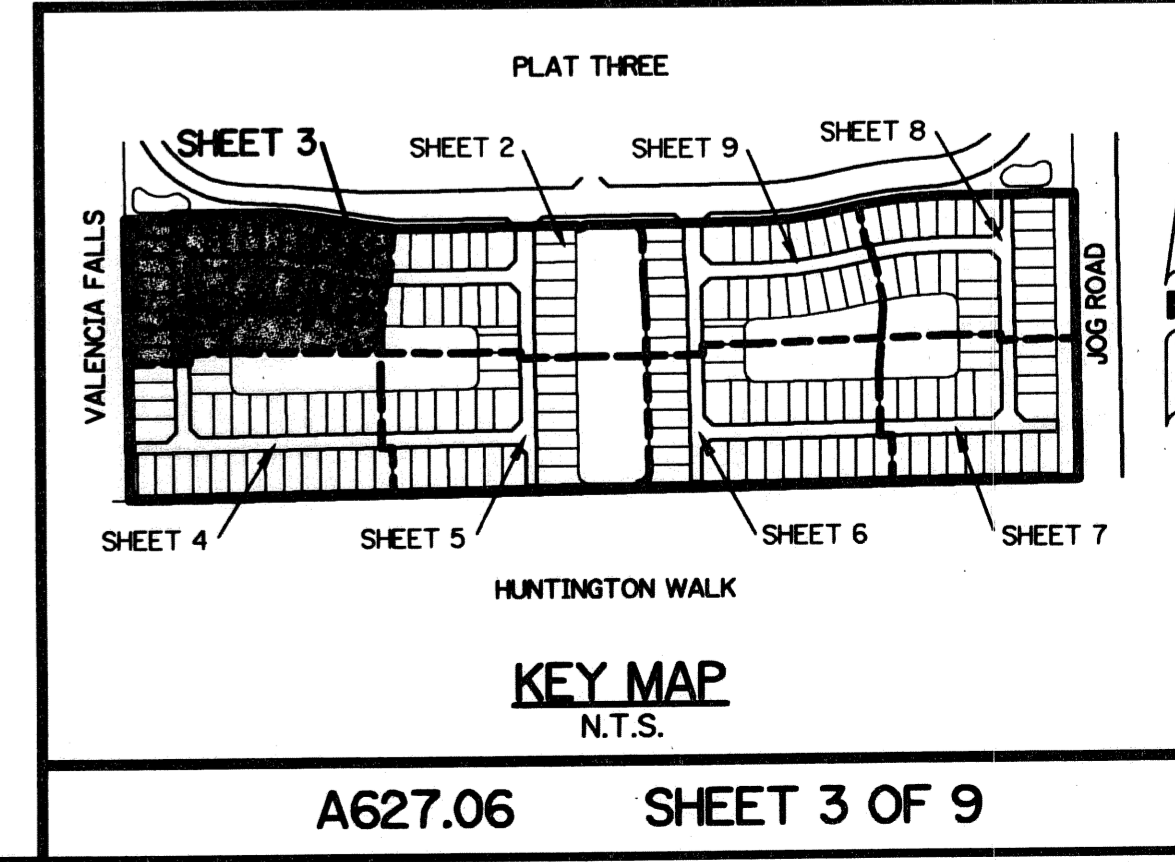 PLAT THREE
SHEET 3
SHEET 2
SHEET 9
SHEET 8
VALENCIA FALLS
JOG ROAD
SHEET 4
SHEET 5
SHEET 6
SHEET 7
HUNTINGTON WALK
KEY MAP
N.T.S.
A627.06 SHEET 3 OF 9